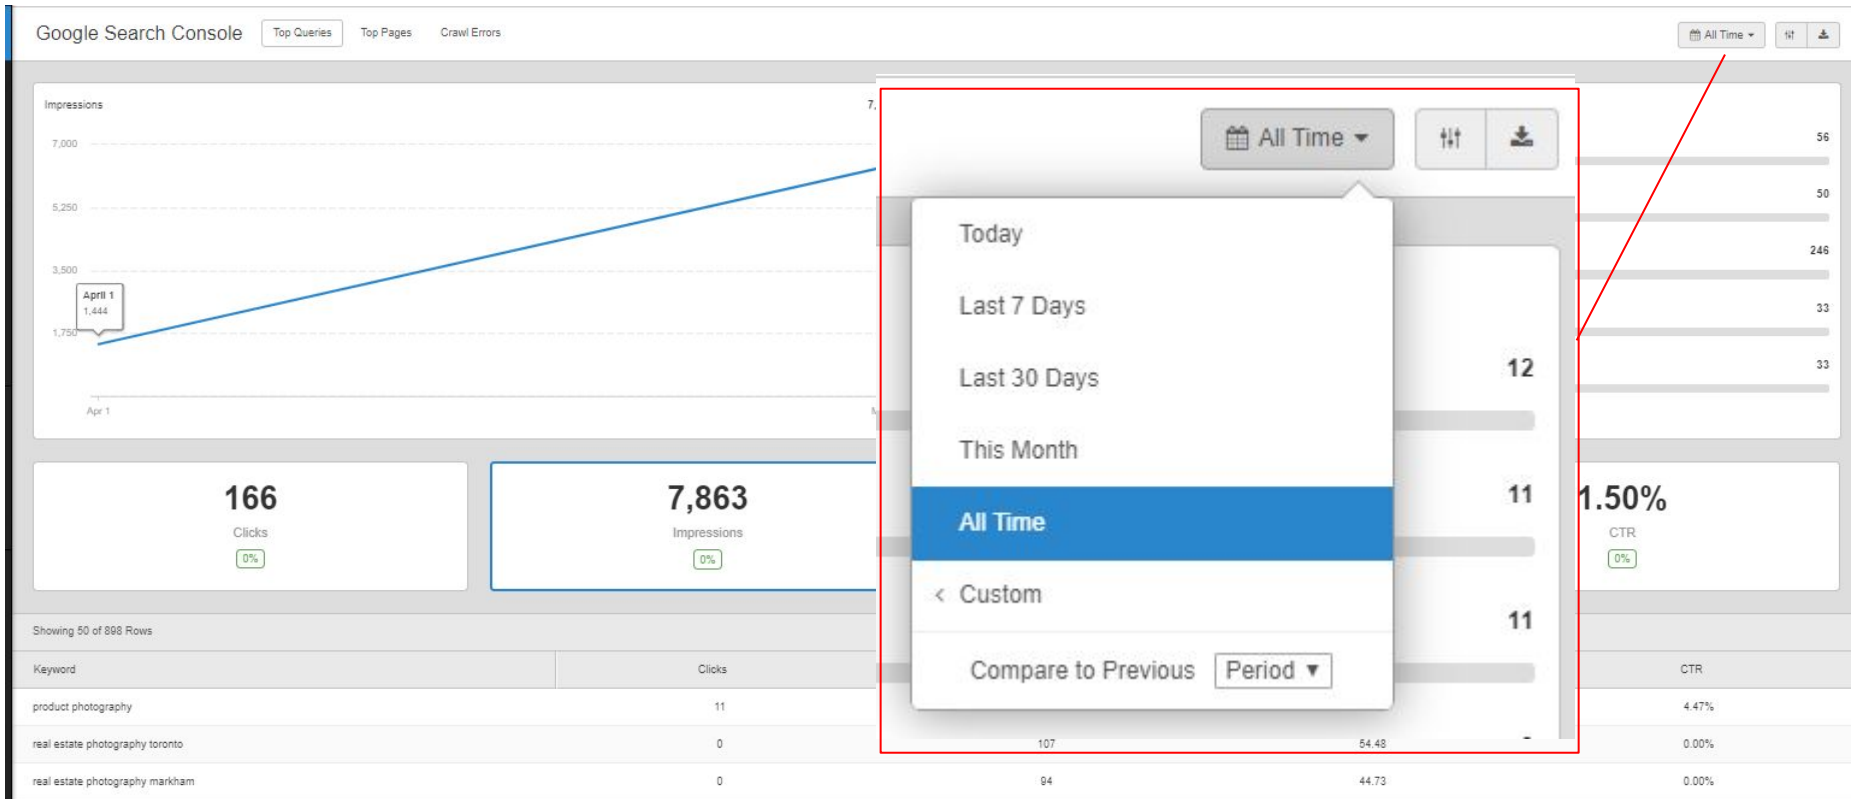 Google Search Console Top Queries Top Pages Crawl Errors All Time
Impressions 7,
7,000
5,250
3,500
1,750
April 1
1,444
Apr 1
56
50
246
33
33
All Time
Today
Last 7 Days
Last 30 Days
This Month
All Time
< Custom
Compare to Previous Period
12
11
11
166
Clicks
0%
7,863
Impressions
0%
1.50%
CTR
0%
Showing 50 of 898 Rows
Keyword Clicks CTR
product photography 11 4.47%
real estate photography toronto 0 107 54.48 0.00%
real estate photography markham 0 94 44.73 0.00%